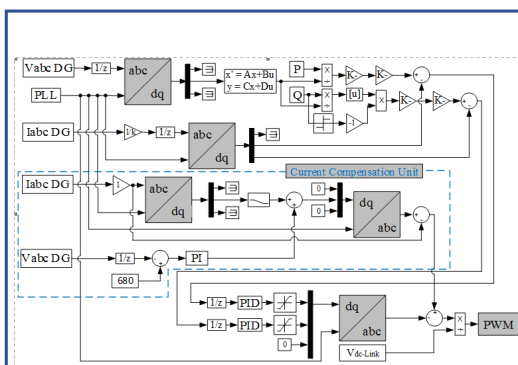 Vabc DG
1/z
abc
dq
x' = Ax+Bu
y = Cx+Du
P
Q
×
÷
K-
K-
PLL
×
÷
[u]
-1
×
K-
K-
Iabc DG
1/k
1/z
abc
dq
Current Compensation Unit
Iabc DG
1
abc
dq
0
0
dq
abc
Vabc DG
1/z
680
PI
1/z
PID
1/z
PID
0
dq
abc
Vdc-Link
×
÷
PWM